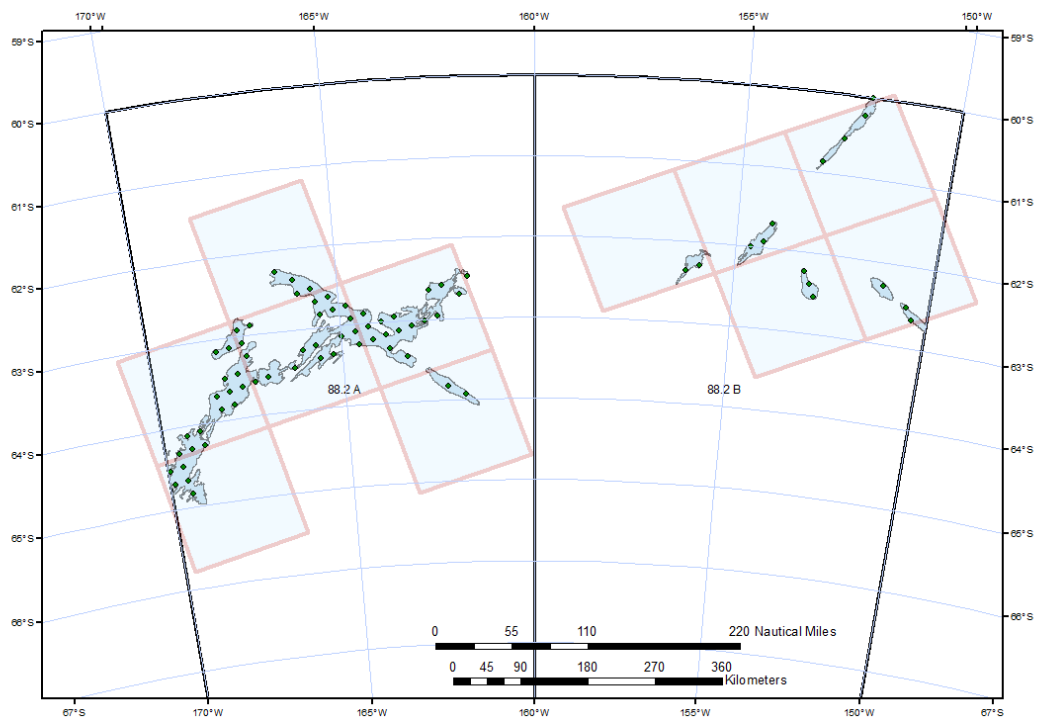 170°W 165°W 160°W 155°W 150°W
59°S 59°S
60°S 60°S
61°S 61°S
62°S 62°S
63°S 63°S
88.2 A 88.2 B
64°S 64°S
65°S 65°S
66°S 66°S
0 55 110 220 Nautical Miles
0 45 90 180 270 360
Kilometers
67°S 170°W 165°W 160°W 155°W 150°W 67°S